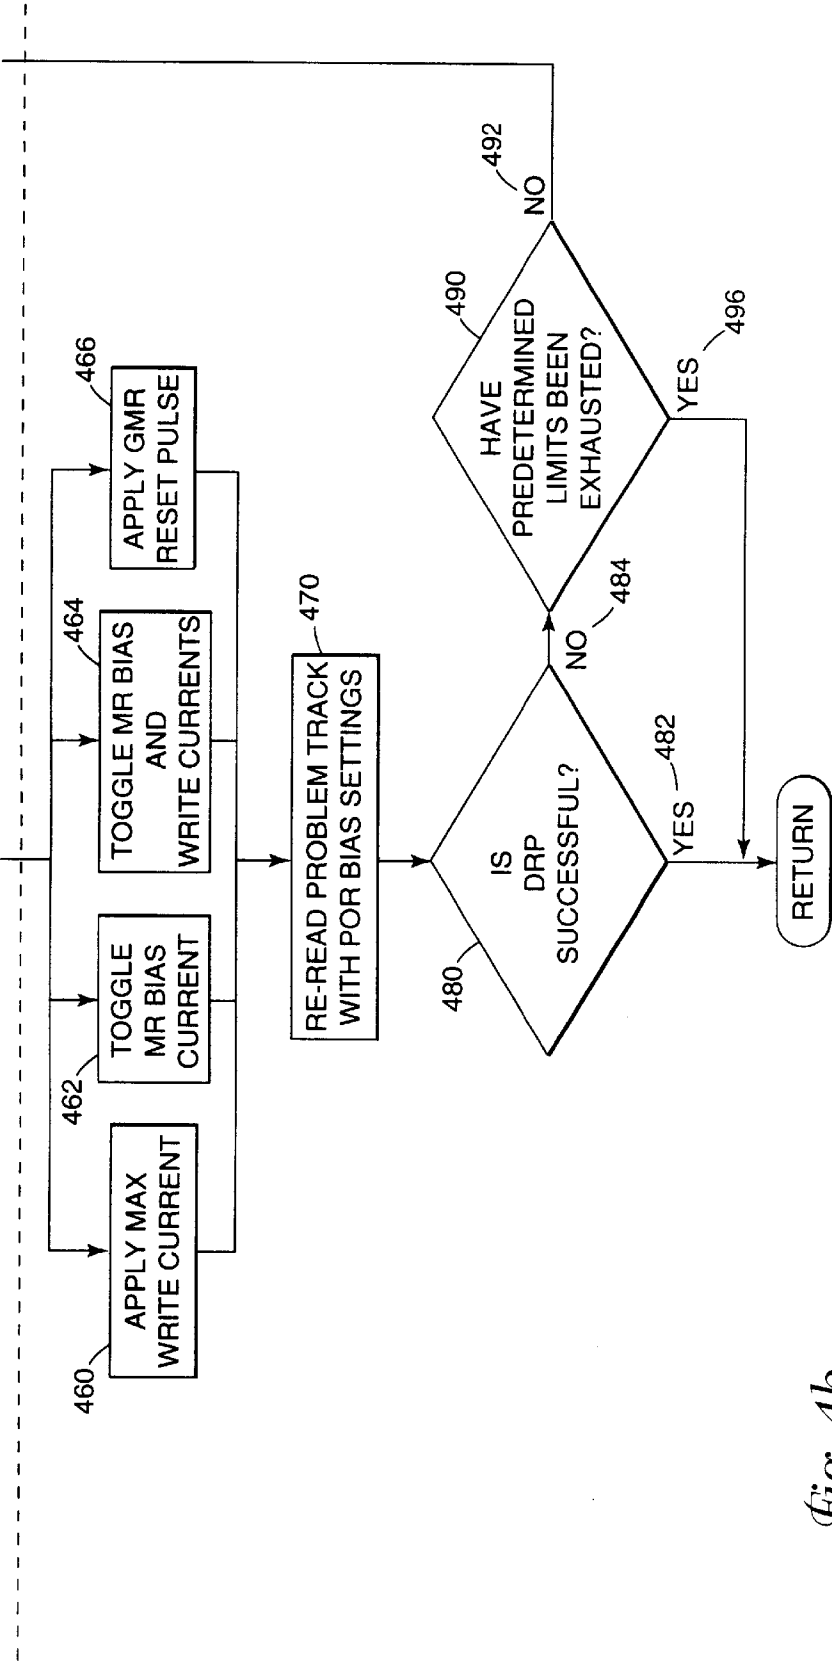 460
APPLY MAX
WRITE CURRENT
462
TOGGLE
MR BIAS
CURRENT
464
TOGGLE MR BIAS
AND
WRITE CURRENTS
466
APPLY GMR
RESET PULSE
470
RE-READ PROBLEM TRACK
WITH POR BIAS SETTINGS
480
IS
DRP
SUCCESSFUL?
YES
482
NO
484
490
HAVE
PREDETERMINED
LIMITS BEEN
EXHAUSTED?
NO
492
YES
496
RETURN
Fig. 4b